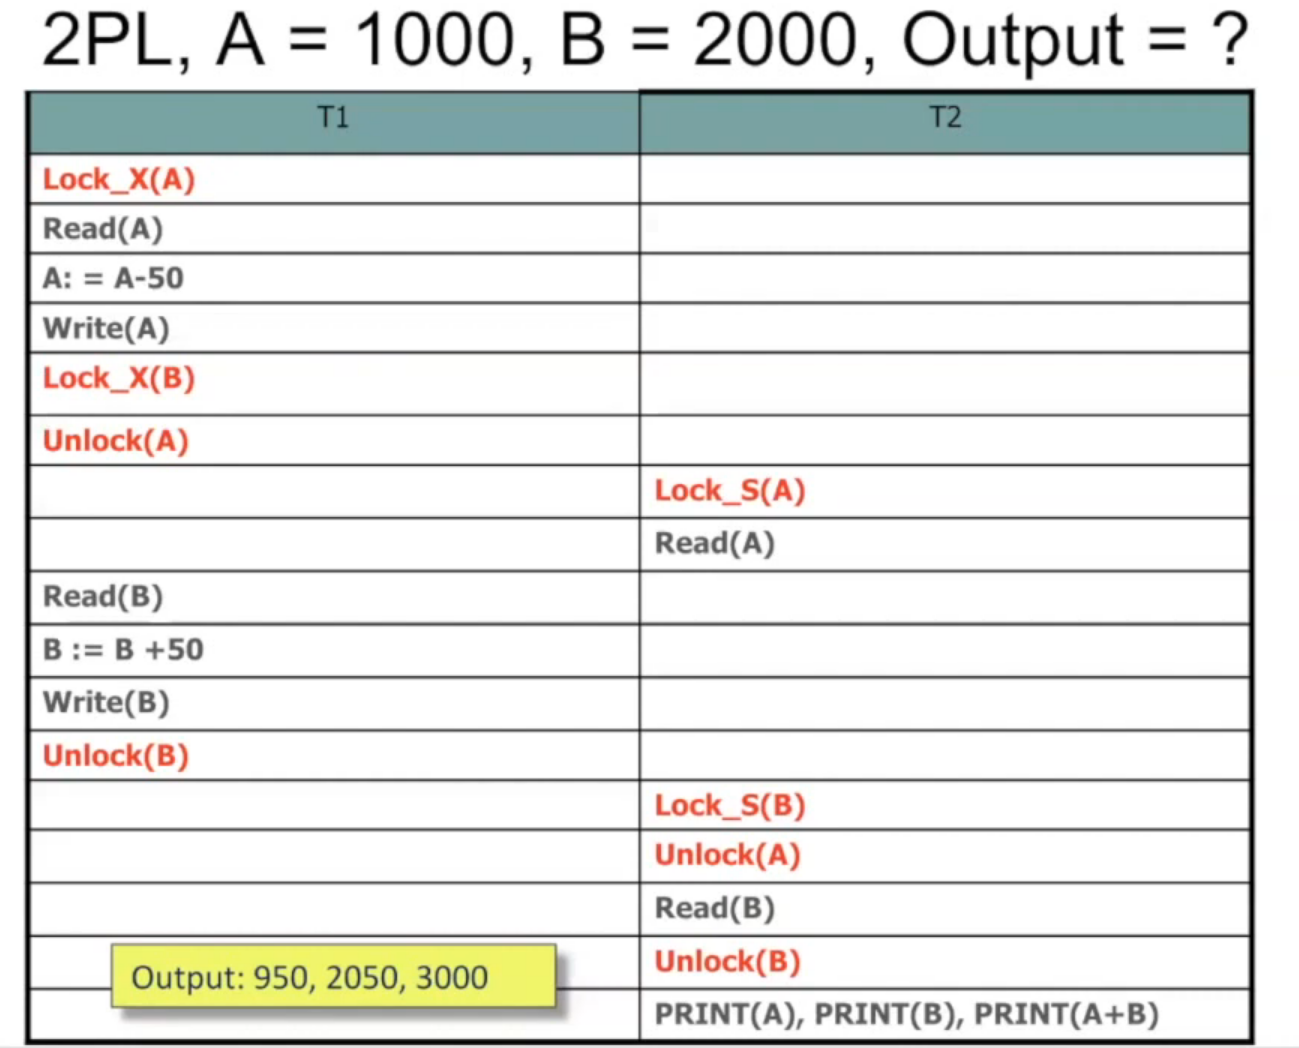 2PL, A = 1000, B = 2000, Output = ?
T1 T2
Lock_X(A)
Read(A)
A: = A-50
Write(A)
Lock_X(B)
Unlock(A)
Lock_S(A)
Read(A)
Read(B)
B := B +50
Write(B)
Unlock(B)
Lock_S(B)
Unlock(A)
Read(B)
Unlock(B)
Output: 950, 2050, 3000
PRINT(A), PRINT(B), PRINT(A+B)